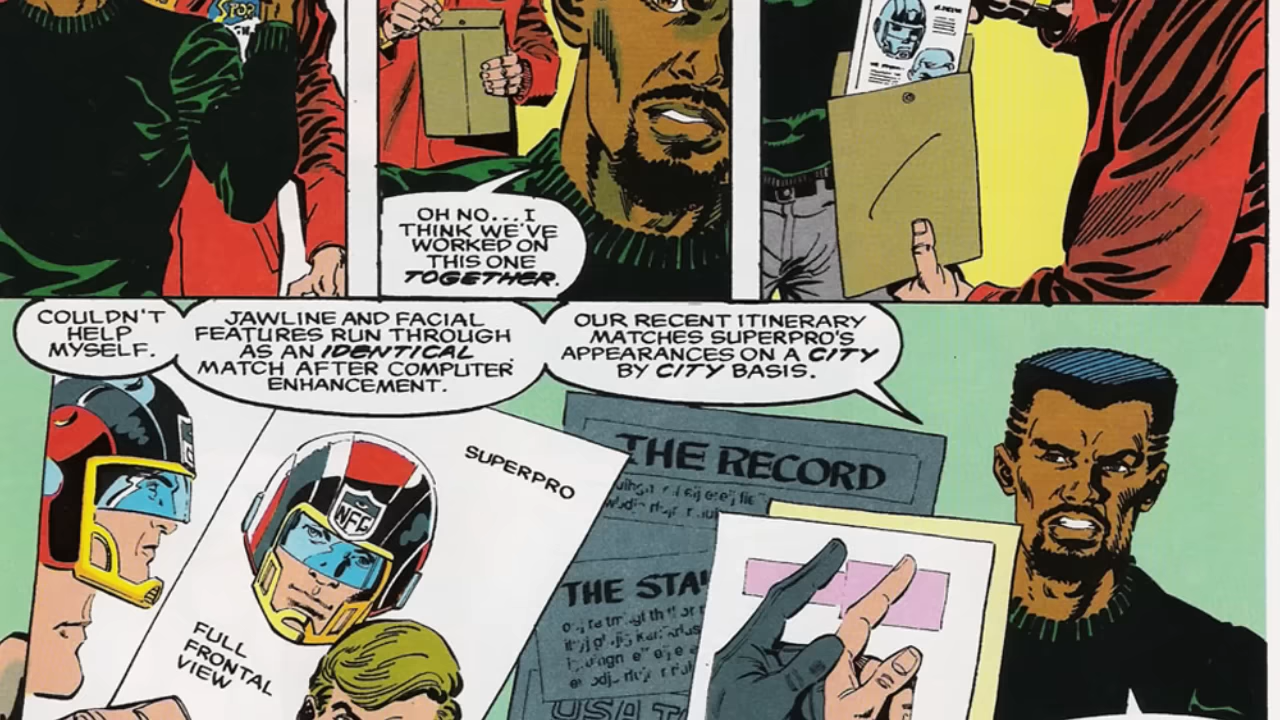 OH NO...I
THINK WE'VE
WORKED ON
THIS ONE
TOGETHER.
COULDN'T
HELP
MYSELF.
JAWLINE AND FACIAL
FEATURES RUN THROUGH
AS AN IDENTICAL
MATCH AFTER COMPUTER
ENHANCEMENT.
OUR RECENT ITINERARY
MATCHES SUPERPRO'S
APPEARANCES ON A CITY
BY CITY BASIS.
SUPERPRO
NFG
FULL
FRONTAL
VIEW
THE RECORD
THE STA
USA T